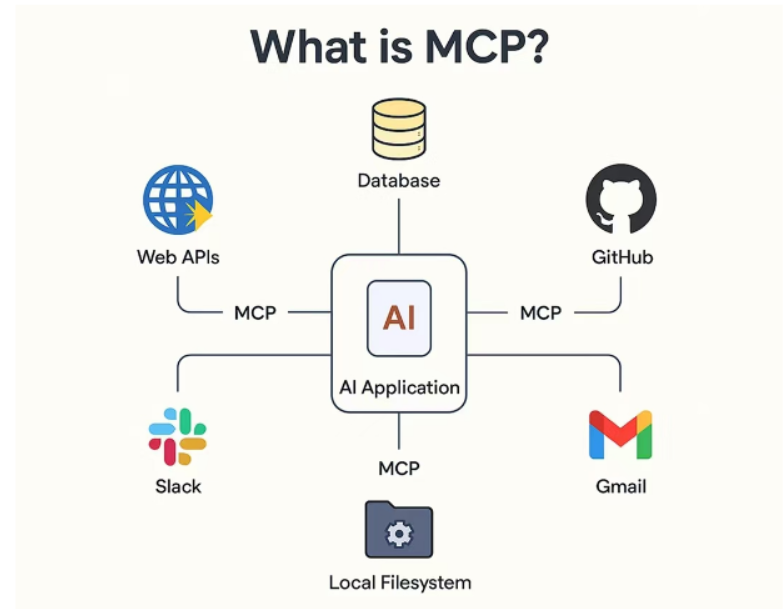 What is MCP?
Database
Web APIs
GitHub
MCP
MCP
AI
AI Application
MCP
Slack
Gmail
Local Filesystem